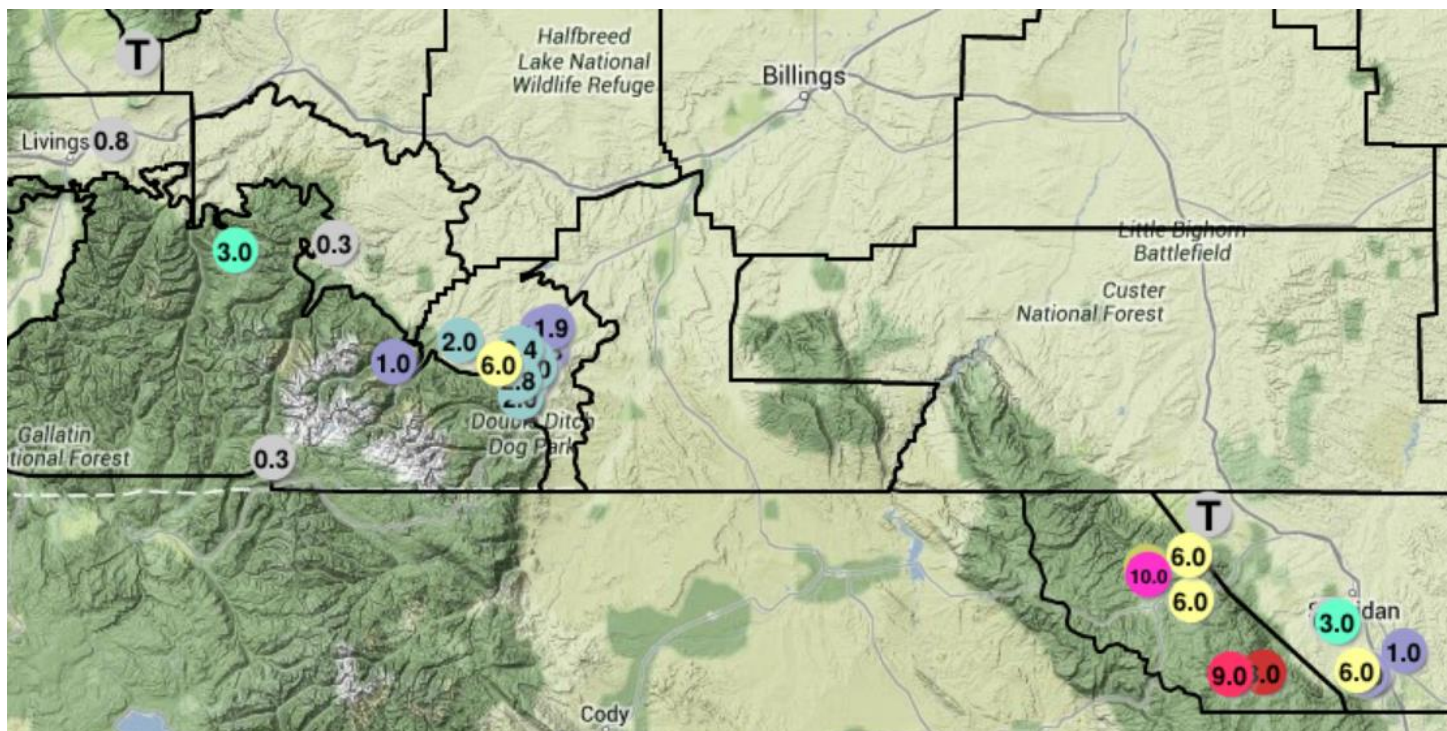 Halfbreed
Lake National
Wildlife Refuge
T
Billings
Livings
0.8
Little Bighorn
Battlefield
3.0
0.3
Custer
National Forest
1.9
2.0
6.0
1.0
Gallatin
tional Forest
Double Ditch
Dog Park
0.3
T
6.0
10.0
6.0
3.0
1.0
9.0
6.0
Cody